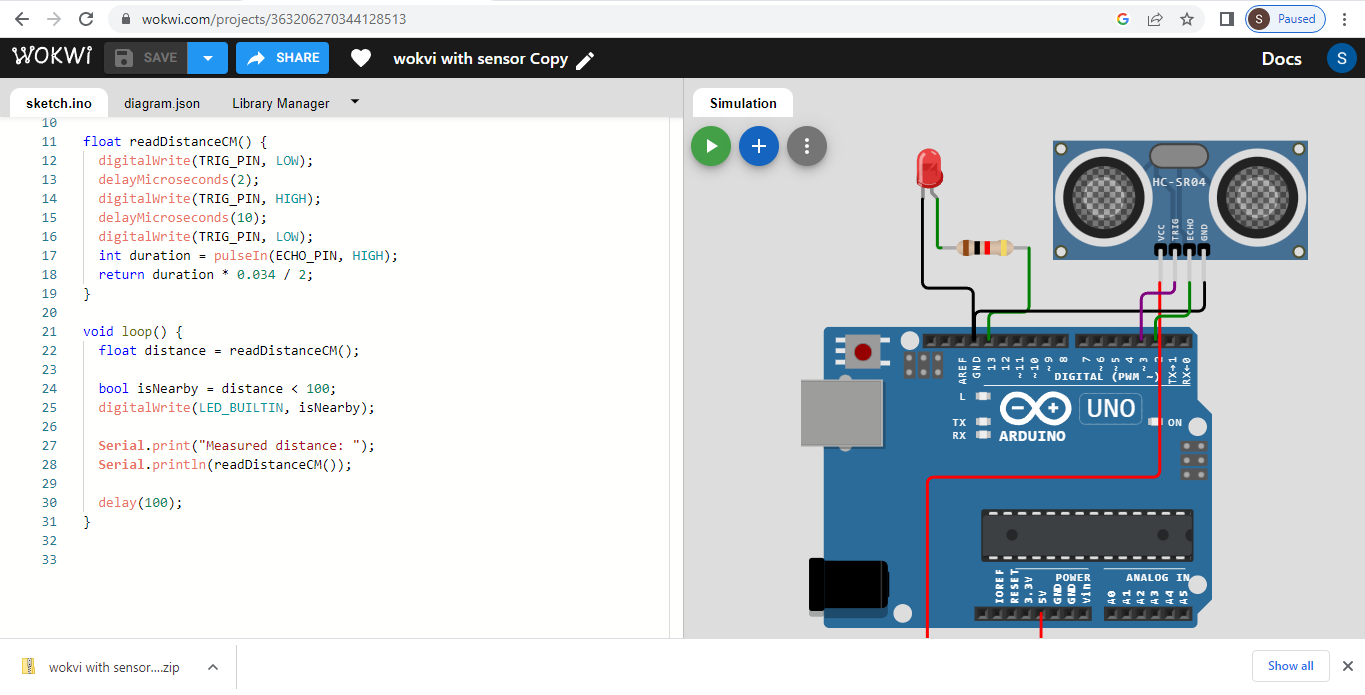 wokwi.com/projects/363206270344128513
S
Paused
WOKWi
SAVE
SHARE
wokvi with sensor Copy
Docs
S
sketch.ino
diagram.json
Library Manager
10
11 float readDistanceCM() {
12 digitalWrite(TRIG_PIN, LOW);
13 delayMicroseconds(2);
14 digitalWrite(TRIG_PIN, HIGH);
15 delayMicroseconds(10);
16 digitalWrite(TRIG_PIN, LOW);
17 int duration = pulseIn(ECHO_PIN, HIGH);
18 return duration * 0.034 / 2;
19 }
20
21 void loop() {
22 float distance = readDistanceCM();
23
24 bool isNearby = distance < 100;
25 digitalWrite(LED_BUILTIN, isNearby);
26
27 Serial.print("Measured distance: ");
28 Serial.println(readDistanceCM());
29
30 delay(100);
31 }
32
33
Simulation
HC-SR04
VCC
TRIG
ECHO
GND
AREF
GND
13
12
~11
~10
~9
8
7
~6
~5
4
~3
2
TX→1
RX←0
DIGITAL (PWM ~)
L
TX
RX
UNO
ARDUINO
ON
IOREF
RESET
3.3V
5V
GND
GND
Vin
POWER
ANALOG IN
A0
A1
A2
A3
A4
A5
wokvi with sensor....zip
Show all